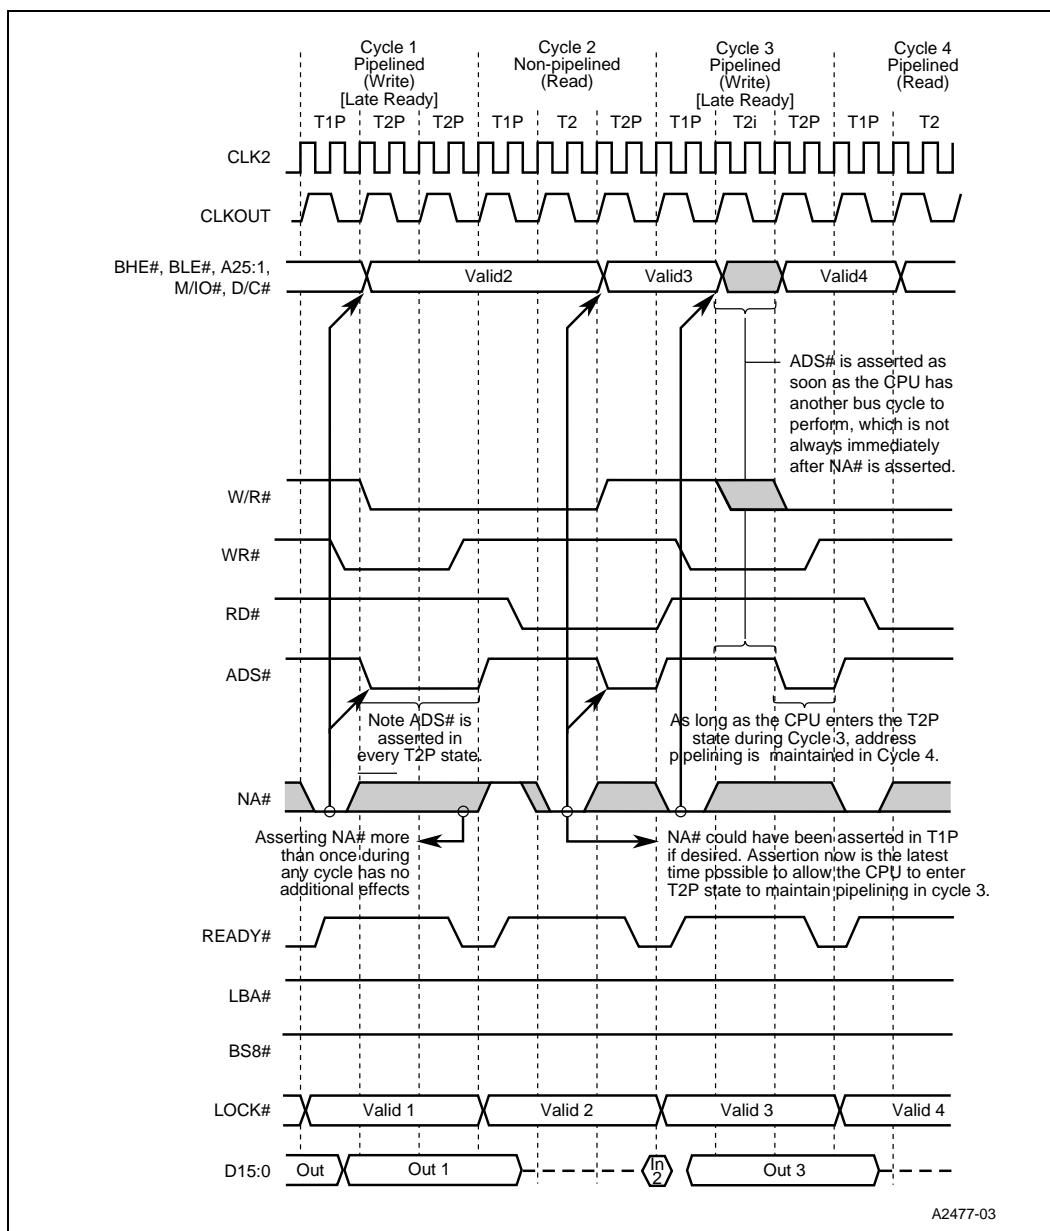 Cycle 1
Pipelined
(Write)
[Late Ready]
Cycle 2
Non-pipelined
(Read)
Cycle 3
Pipelined
(Write)
[Late Ready]
Cycle 4
Pipelined
(Read)
T1P T2P T2P T1P T2 T2P T1P T2i T2P T1P T2
CLK2
CLKOUT
BHE#, BLE#, A25:1,
M/IO#, D/C#
Valid2 Valid3 Valid4
ADS# is asserted as
soon as the CPU has
another bus cycle to
perform, which is not
always immediately
after NA# is asserted.
W/R#
WR#
RD#
ADS#
Note ADS# is
asserted in
every T2P state.
As long as the CPU enters the T2P
state during Cycle 3, address
pipelining is maintained in Cycle 4.
NA#
Asserting NA# more
than once during
any cycle has no
additional effects
NA# could have been asserted in T1P
if desired. Assertion now is the latest
time possible to allow the CPU to enter
T2P state to maintain pipelining in cycle 3.
READY#
LBA#
BS8#
LOCK# Valid 1 Valid 2 Valid 3 Valid 4
D15:0 Out Out 1 In 2 Out 3
A2477-03